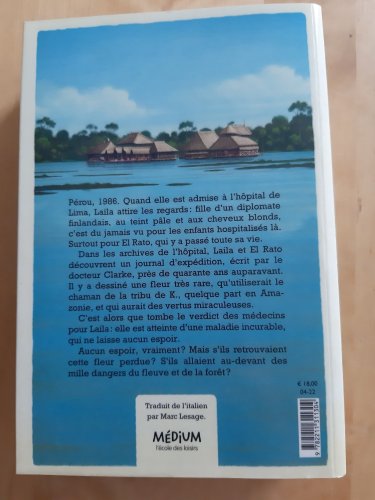 Pérou, 1986. Quand elle est admise à l'hôpital de
Lima, Laila attire les regards : fille d'un diplomate
finlandais, au teint pâle et aux cheveux blonds,
c'est du jamais vu pour les enfants hospitalisés là.
Surtout pour El Rato, qui y a passé toute sa vie.
Dans les archives de l'hôpital, Laila et El Rato
découvrent un journal d'expédition, écrit par le
docteur Clarke, près de quarante ans auparavant.
Il y a dessiné une fleur très rare, qu'utiliserait le
chaman de la tribu de K., quelque part en Ama-
zonie, et qui aurait des vertus miraculeuses.
C'est alors que tombe le verdict des médecins
pour Laila : elle est atteinte d'une maladie incurable,
qui ne laisse aucun espoir.
Aucun espoir, vraiment ? Mais s'ils retrouvaient
cette fleur perdue ? S'ils allaient au-devant des
mille dangers du fleuve et de la forêt ?
€ 18,00
04-22
Traduit de l'italien
par Marc Lesage.
MÉDIUM
l'école des loisirs